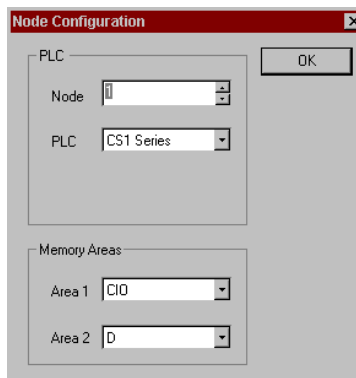 Node Configuration
PLC
OK
Node 1
PLC CS1 Series
Memory Areas
Area 1 CIO
Area 2 D